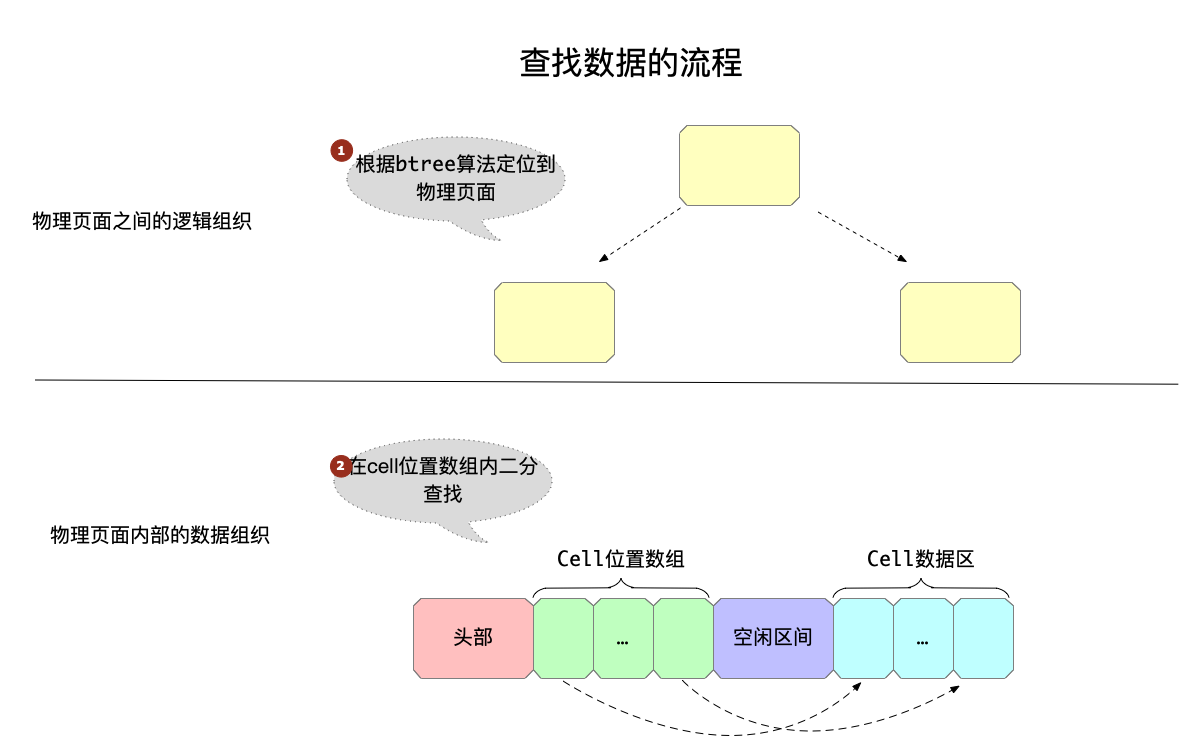 查找数据的流程
1
根据btree算法定位到
物理页面
物理页面之间的逻辑组织
2
在cell位置数组内二分
查找
物理页面内部的数据组织
Cell位置数组
Cell数据区
头部
…
空闲区间
…